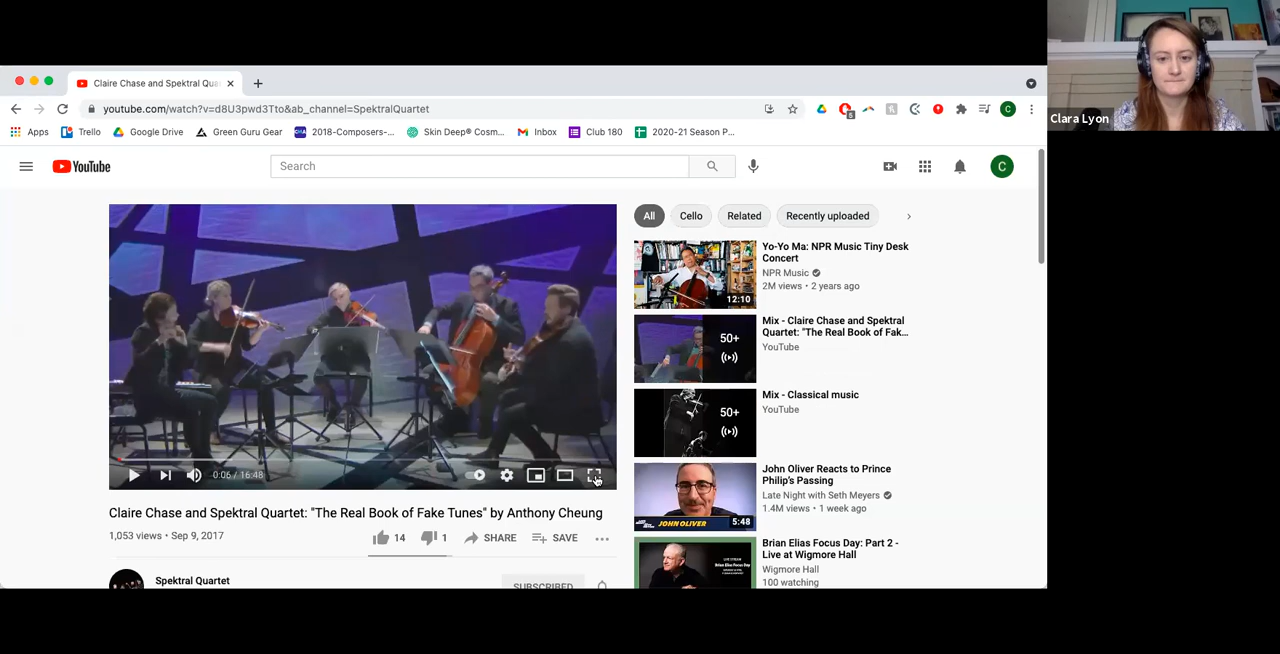 Claire Chase and Spektral Qua
youtube.com/watch?v=d8U3pwd3Tto&ab_channel=SpektralQuartet
5
C
Apps
Trello
Google Drive
Green Guru Gear
2018-Composers-...
Skin Deep® Cosm...
Inbox
Club 180
2020-21 Season P...
YouTube
Search
C
All
Cello
Related
Recently uploaded
0:06 / 16:48
Claire Chase and Spektral Quartet: "The Real Book of Fake Tunes" by Anthony Cheung
1,053 views • Sep 9, 2017
14
1
SHARE
SAVE
Spektral Quartet
SUBSCRIBED
12:10
Yo-Yo Ma: NPR Music Tiny Desk
Concert
NPR Music
2M views • 2 years ago
50+
Mix - Claire Chase and Spektral
Quartet: "The Real Book of Fak...
YouTube
50+
Mix - Classical music
YouTube
JOHN OLIVER
5:48
John Oliver Reacts to Prince
Philip's Passing
Late Night with Seth Meyers
1.4M views • 1 week ago
Brian Elias Focus Day: Part 2 -
Live at Wigmore Hall
Wigmore Hall
100 watching
Clara Lyon